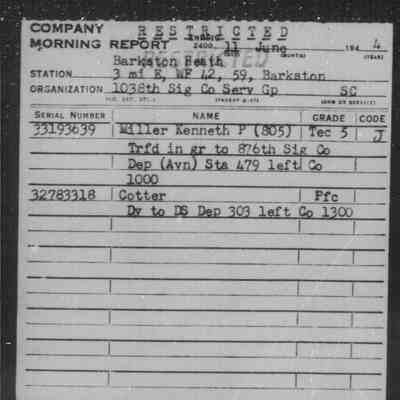 COMPANY R E S T R I C T E D
MORNING REPORT ENDING 2400 11 June 194 4
RESTRICTED
Barkston Heath
STATION 3 mi E, WF 42, 59, Barkston
ORGANIZATION 1038th Sig Co Serv Gp SC
SERIAL NUMBER NAME GRADE CODE
33193639 Miller Kenneth P (805) Tec 5 J
Trfd in gr to 876th Sig Co
Dep (Avn) Sta 479 left Co
1000
32783318 Cotter Pfc
Dy to DS Dep 303 left Co 1300